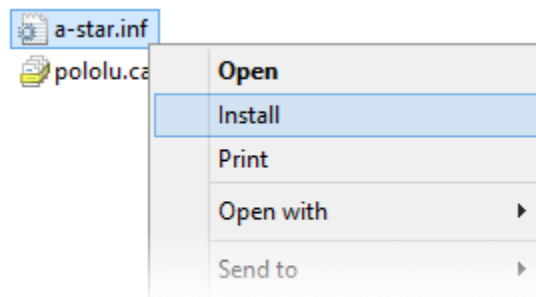 a-star.inf
pololu.ca
Open
Install
Print
Open with
Send to